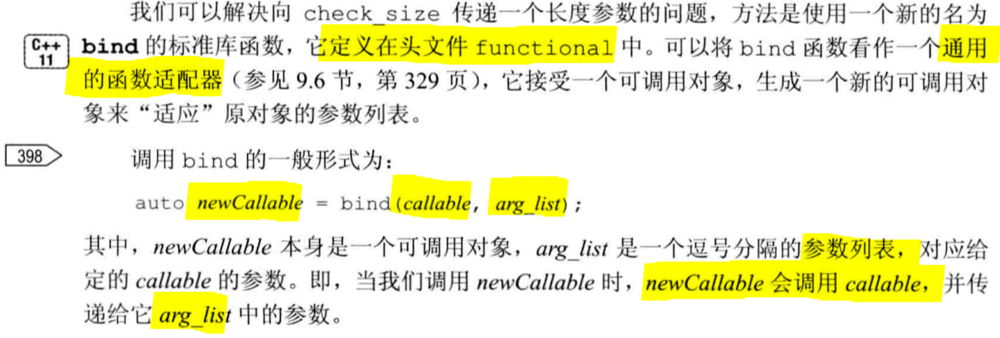 我们可以解决向 check_size 传递一个长度参数的问题，方法是使用一个新的名为
C++
11
bind 的标准库函数，它定义在头文件 functional 中。可以将 bind 函数看作一个通用
的函数适配器（参见 9.6 节，第 329 页），它接受一个可调用对象，生成一个新的可调用对
象来“适应”原对象的参数列表。
398
调用 bind 的一般形式为：
auto newCallable = bind(callable, arg_list);
其中，newCallable 本身是一个可调用对象，arg_list 是一个逗号分隔的参数列表，对应给
定的 callable 的参数。即，当我们调用 newCallable 时，newCallable 会调用 callable，并传
递给它 arg_list 中的参数。